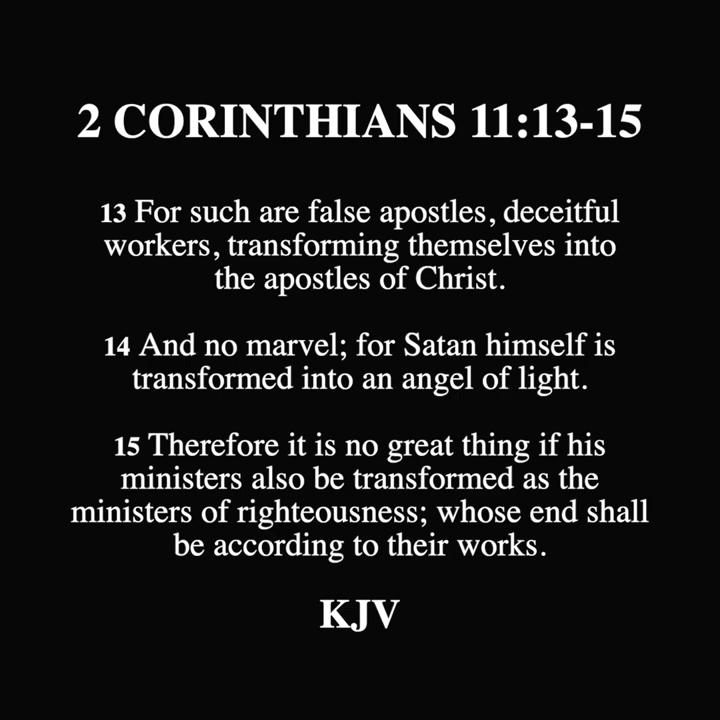 2 CORINTHIANS 11:13-15
13 For such are false apostles, deceitful
workers, transforming themselves into
the apostles of Christ.
14 And no marvel; for Satan himself is
transformed into an angel of light.
15 Therefore it is no great thing if his
ministers also be transformed as the
ministers of righteousness; whose end shall
be according to their works.
KJV